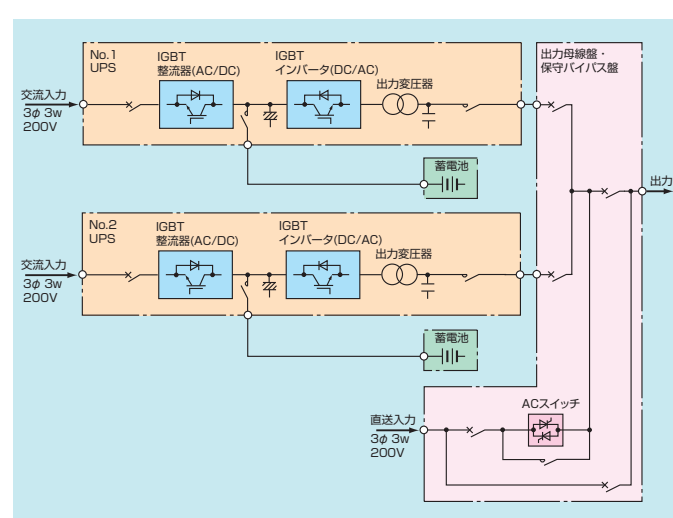 No.1
UPS
IGBT
整流器(AC/DC)
IGBT
インバータ(DC/AC)
出力変圧器
出力母線盤・
保守バイパス盤
交流入力
3φ 3w
200V
蓄電池
出力
No.2
UPS
IGBT
整流器(AC/DC)
IGBT
インバータ(DC/AC)
出力変圧器
交流入力
3φ 3w
200V
蓄電池
ACスイッチ
直送入力
3φ 3w
200V